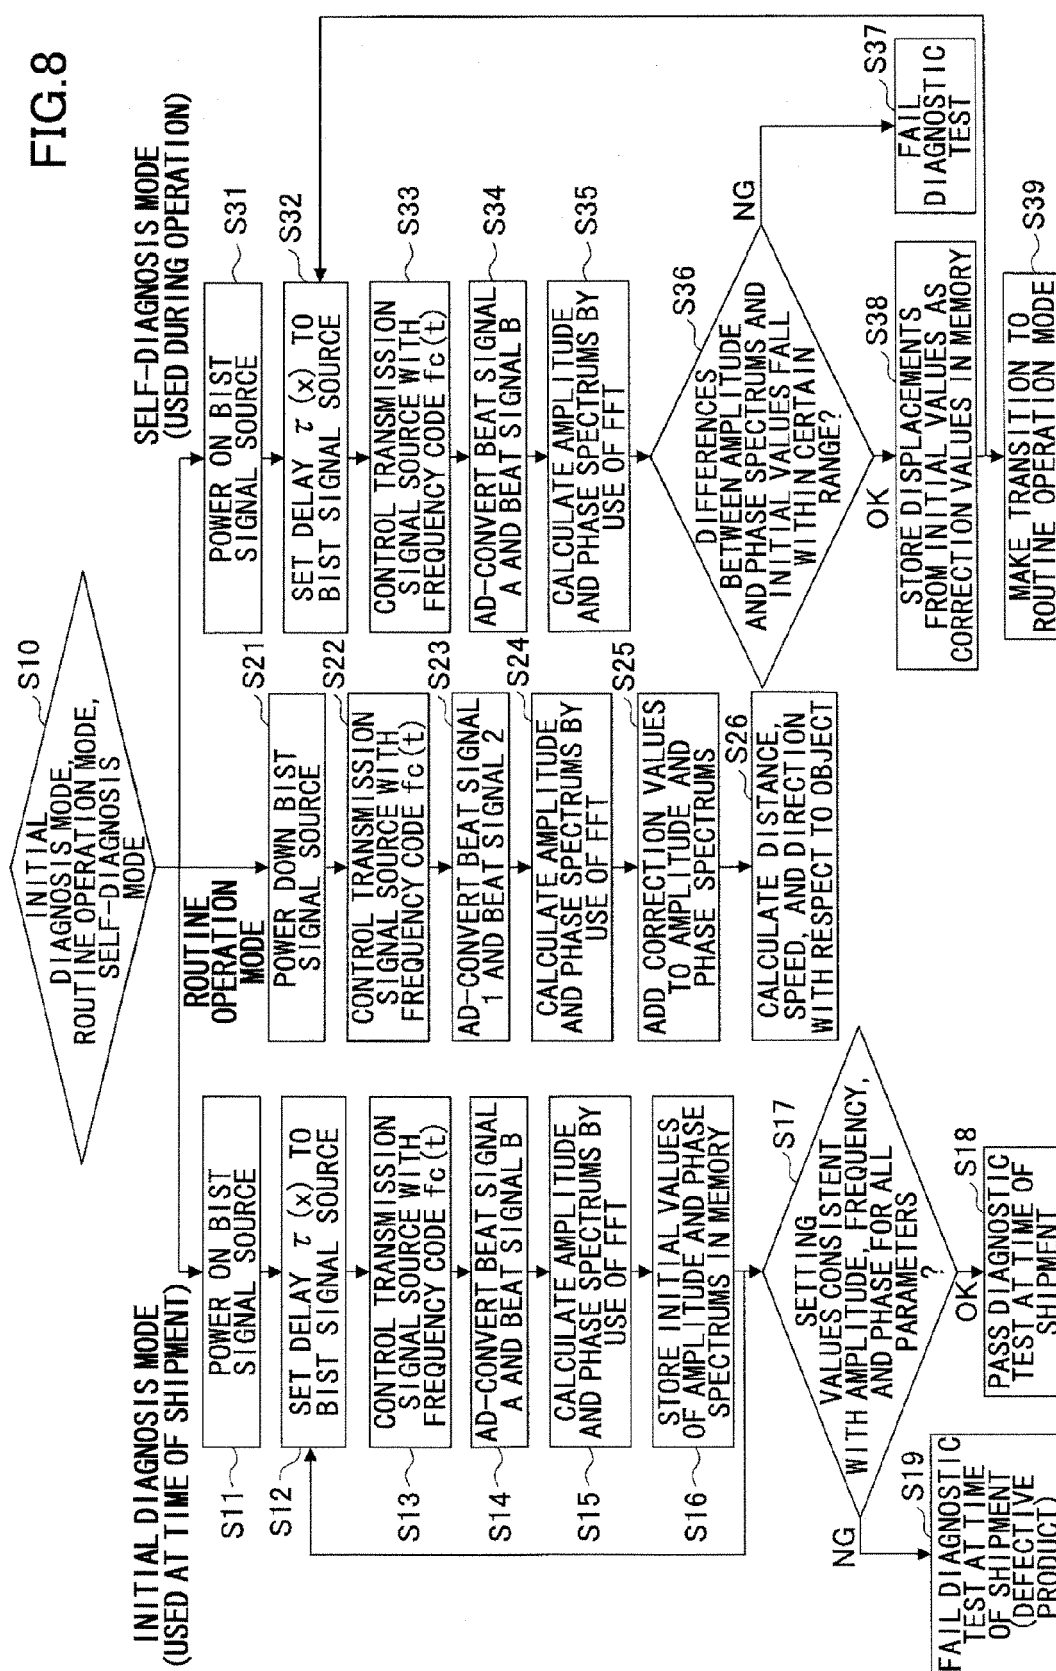 FIG.8
INITIAL
DIAGNOSIS MODE,
ROUTINE OPERATION MODE,
SELF-DIAGNOSIS
MODE
S10
INITIAL DIAGNOSIS MODE
(USED AT TIME OF SHIPMENT)
S11
POWER ON BIST
SIGNAL SOURCE
S12
SET DELAY τ (x) TO
BIST SIGNAL SOURCE
S13
CONTROL TRANSMISSION
SIGNAL SOURCE WITH
FREQUENCY CODE fc(t)
S14
AD-CONVERT BEAT SIGNAL
A AND BEAT SIGNAL B
S15
CALCULATE AMPLITUDE
AND PHASE SPECTRUMS BY
USE OF FFT
S16
STORE INITIAL VALUES
OF AMPLITUDE AND PHASE
SPECTRUMS IN MEMORY
S17
SETTING
VALUES CONSISTENT
WITH AMPLITUDE, FREQUENCY,
AND PHASE FOR ALL
PARAMETERS
?
NG
OK
S18
PASS DIAGNOSTIC
TEST AT TIME OF
SHIPMENT
S19
FAIL DIAGNOSTIC
TEST AT TIME
OF SHIPMENT
(DEFECTIVE
PRODUCT)
ROUTINE
OPERATION
MODE
S21
POWER DOWN BIST
SIGNAL SOURCE
S22
CONTROL TRANSMISSION
SIGNAL SOURCE WITH
FREQUENCY CODE fc(t)
S23
AD-CONVERT BEAT SIGNAL
1 AND BEAT SIGNAL 2
S24
CALCULATE AMPLITUDE
AND PHASE SPECTRUMS BY
USE OF FFT
S25
ADD CORRECTION VALUES
TO AMPLITUDE AND
PHASE SPECTRUMS
S26
CALCULATE DISTANCE,
SPEED, AND DIRECTION
WITH RESPECT TO OBJECT
SELF-DIAGNOSIS MODE
(USED DURING OPERATION)
S31
POWER ON BIST
SIGNAL SOURCE
S32
SET DELAY τ (x) TO
BIST SIGNAL SOURCE
S33
CONTROL TRANSMISSION
SIGNAL SOURCE WITH
FREQUENCY CODE fc(t)
S34
AD-CONVERT BEAT SIGNAL
A AND BEAT SIGNAL B
S35
CALCULATE AMPLITUDE
AND PHASE SPECTRUMS BY
USE OF FFT
S36
DIFFERENCES
BETWEEN AMPLITUDE
AND PHASE SPECTRUMS AND
INITIAL VALUES FALL
WITHIN CERTAIN
RANGE?
NG
OK
S37
FAIL
DIAGNOSTIC
TEST
S38
STORE DISPLACEMENTS
FROM INITIAL VALUES AS
CORRECTION VALUES IN MEMORY
S39
MAKE TRANSITION TO
ROUTINE OPERATION MODE